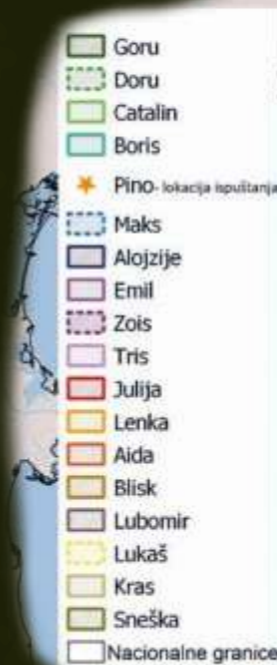 Goru
Doru
Catalin
Boris
Pino- lokacija ispuštanja
Maks
Alojzije
Emil
Zois
Tris
Julija
Lenka
Aida
Blisk
Lubomir
Lukaš
Kras
Sneška
Nacionalne granice